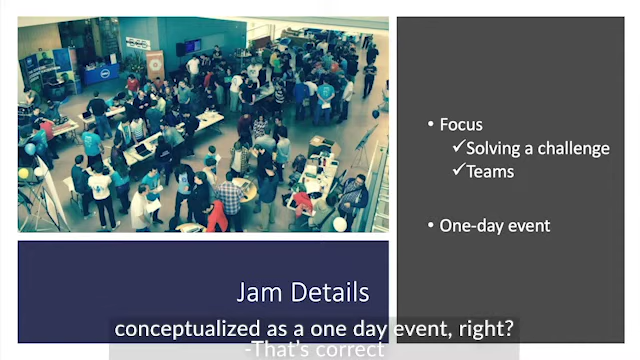 • Focus
✓Solving a challenge
✓Teams
• One-day event
Jam Details
conceptualized as a one day event, right?
-That's correct